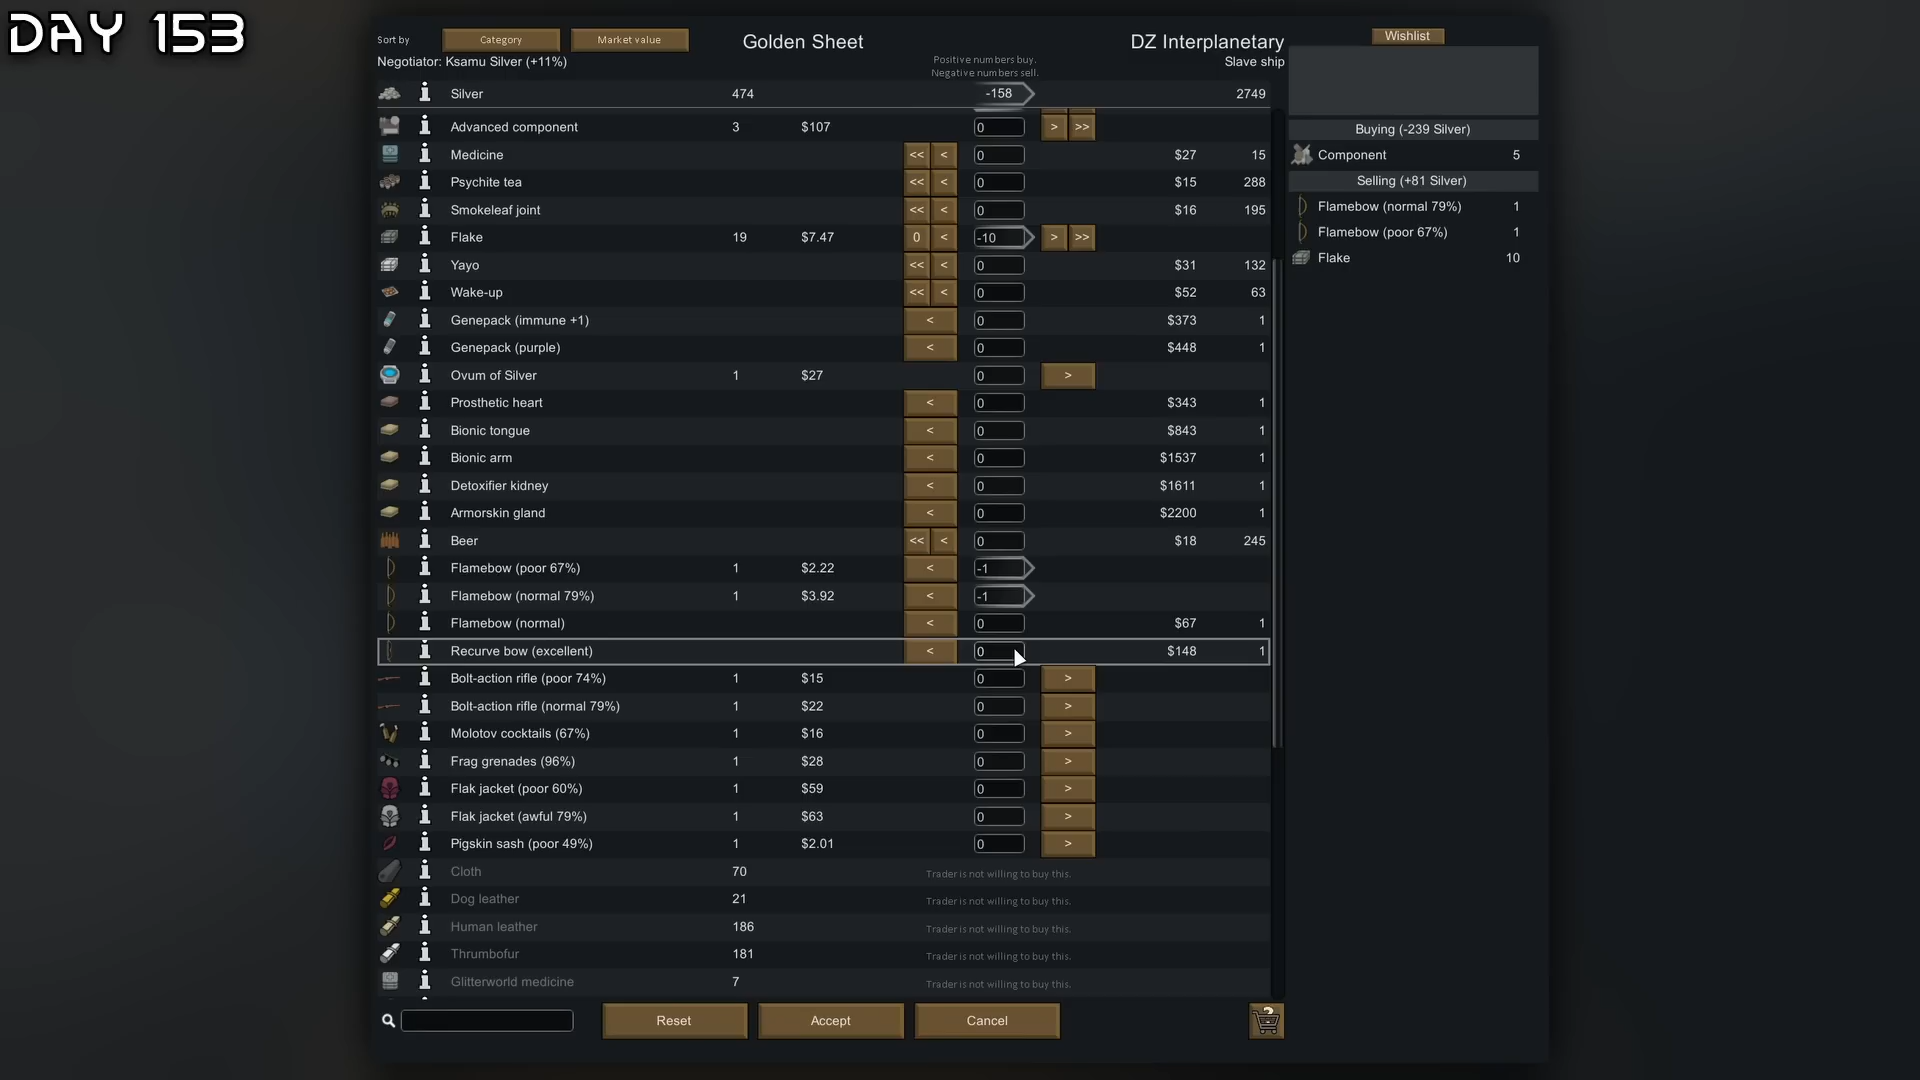 DAY 153
Sort by Category Market value Golden Sheet DZ Interplanetary Wishlist
Negotiator: Ksamu Silver (+11%) Positive numbers buy. Slave ship
Negative numbers sell.
Silver 474 -158 2749
Advanced component 3 $107 0 > >>
Medicine << < 0 $27 15
Psychite tea << < 0 $15 288
Smokeleaf joint << < 0 $16 195
Flake 19 $7.47 0 < -10 > >>
Yayo << < 0 $31 132
Wake-up << < 0 $52 63
Genepack (immune +1) < 0 $373 1
Genepack (purple) < 0 $448 1
Ovum of Silver 1 $27 0 >
Prosthetic heart < 0 $343 1
Bionic tongue < 0 $843 1
Bionic arm < 0 $1537 1
Detoxifier kidney < 0 $1611 1
Armorskin gland < 0 $2200 1
Beer << < 0 $18 245
Flamebow (poor 67%) 1 $2.22 < -1
Flamebow (normal 79%) 1 $3.92 < -1
Flamebow (normal) < 0 $67 1
Recurve bow (excellent) < 0 $148 1
Bolt-action rifle (poor 74%) 1 $15 0 >
Bolt-action rifle (normal 79%) 1 $22 0 >
Molotov cocktails (67%) 1 $16 0 >
Frag grenades (96%) 1 $28 0 >
Flak jacket (poor 60%) 1 $59 0 >
Flak jacket (awful 79%) 1 $63 0 >
Pigskin sash (poor 49%) 1 $2.01 0 >
Cloth 70 Trader is not willing to buy this.
Dog leather 21 Trader is not willing to buy this.
Human leather 186 Trader is not willing to buy this.
Thrumbofur 181 Trader is not willing to buy this.
Glitterworld medicine 7 Trader is not willing to buy this.
Reset Accept Cancel ?
Buying (-239 Silver)
Component 5
Selling (+81 Silver)
Flamebow (normal 79%) 1
Flamebow (poor 67%) 1
Flake 10